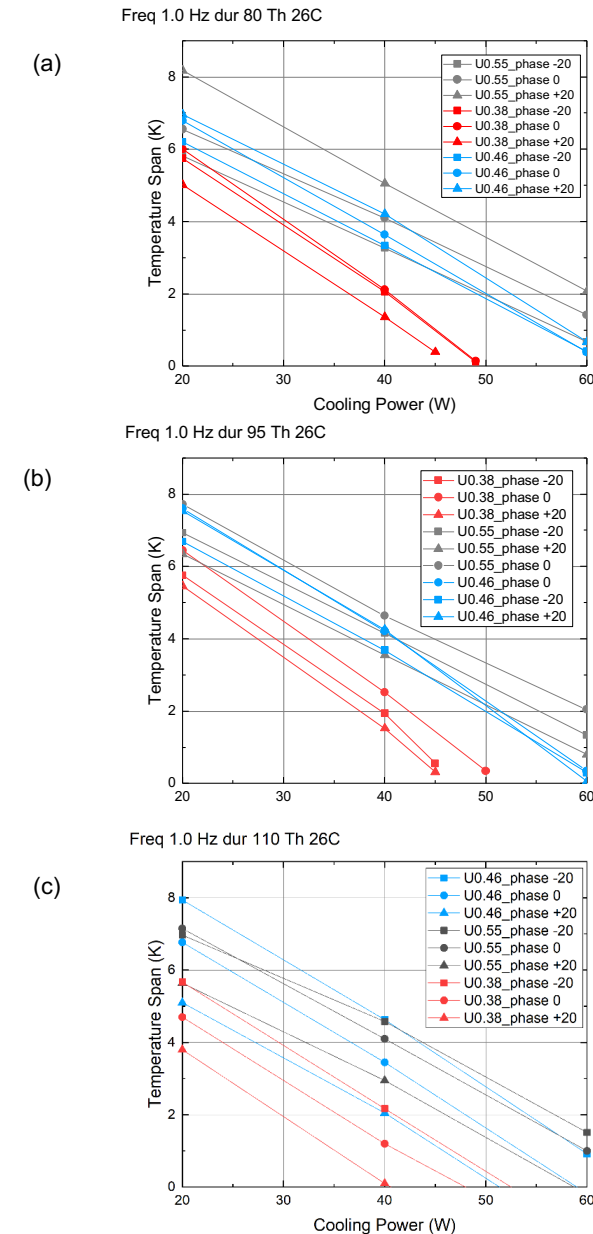 Freq 1.0 Hz dur 80 Th 26C
(a)
U0.55_phase -20
U0.55_phase 0
U0.55_phase +20
U0.38_phase -20
U0.38_phase 0
U0.38_phase +20
U0.46_phase -20
U0.46_phase 0
U0.46_phase +20
Temperature Span (K)
8
6
4
2
0
20 30 40 50 60
Cooling Power (W)
Freq 1.0 Hz dur 95 Th 26C
(b)
U0.38_phase -20
U0.38_phase 0
U0.38_phase +20
U0.55_phase -20
U0.55_phase +20
U0.55_phase 0
U0.46_phase 0
U0.46_phase -20
U0.46_phase +20
Temperature Span (K)
8
6
4
2
0
20 30 40 50 60
Cooling Power (W)
Freq 1.0 Hz dur 110 Th 26C
(c)
U0.46_phase -20
U0.46_phase 0
U0.46_phase +20
U0.55_phase -20
U0.55_phase 0
U0.55_phase +20
U0.38_phase -20
U0.38_phase 0
U0.38_phase +20
Temperature Span (K)
8
6
4
2
0
20 30 40 50 60
Cooling Power (W)